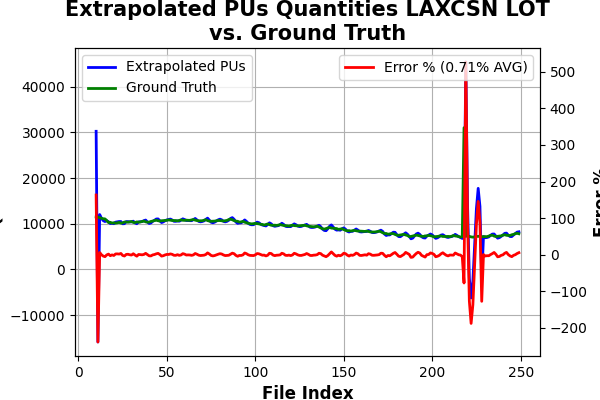 Extrapolated PUs Quantities LAXCSN LOT
vs. Ground Truth
Extrapolated PUs
Ground Truth
Error % (0.71% AVG)
40000
30000
20000
10000
0
−10000
500
400
300
200
100
0
−100
−200
Error %
0
50
100
150
200
250
File Index